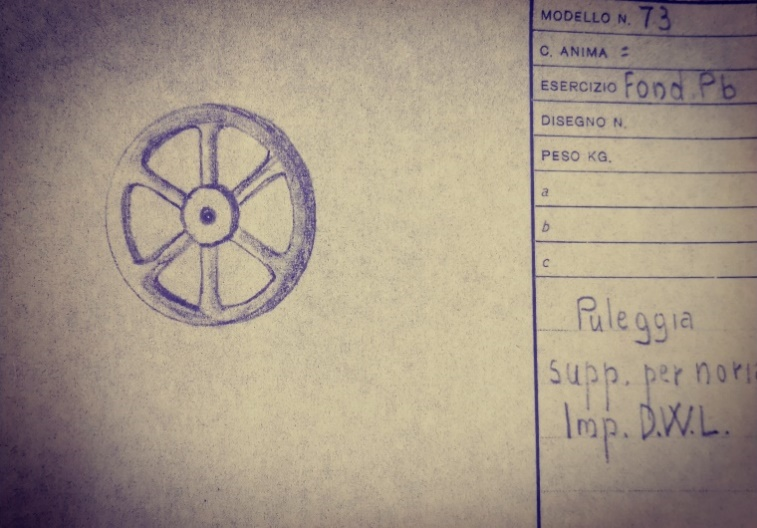 MODELLO N. 73
C. ANIMA =
ESERCIZIO Fond. Pb
DISEGNO N.
PESO KG.
a
b
c
Puleggia
supp. per noria
Imp. D.W.L.